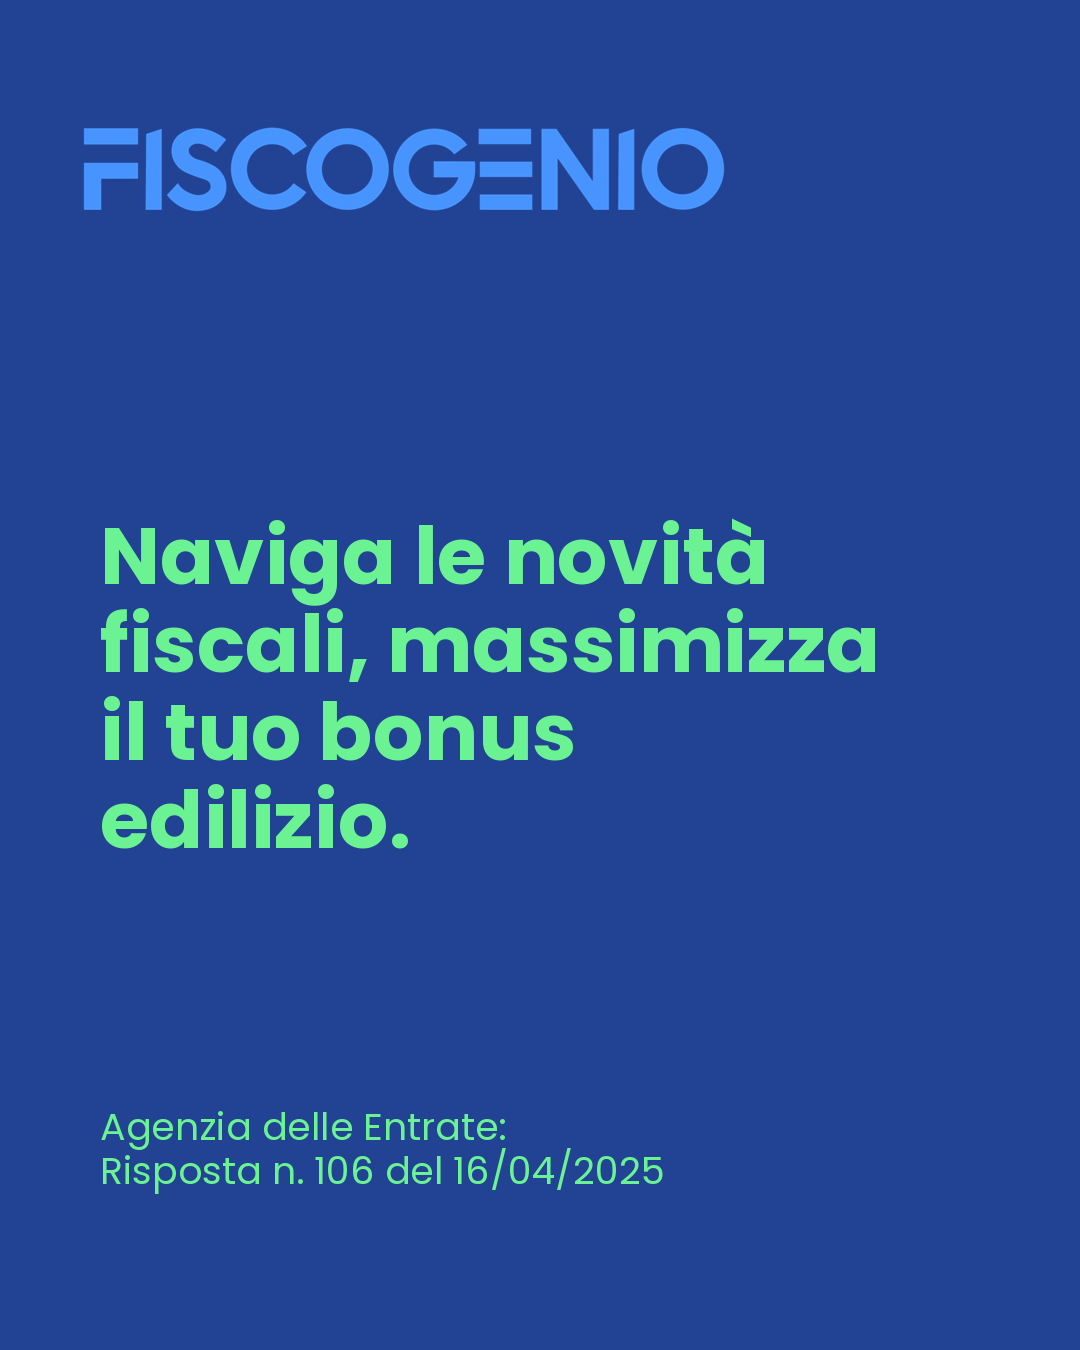 FISCOGENIO
Naviga le novità
fiscali, massimizza
il tuo bonus
edilizio.
Agenzia delle Entrate:
Risposta n. 106 del 16/04/2025